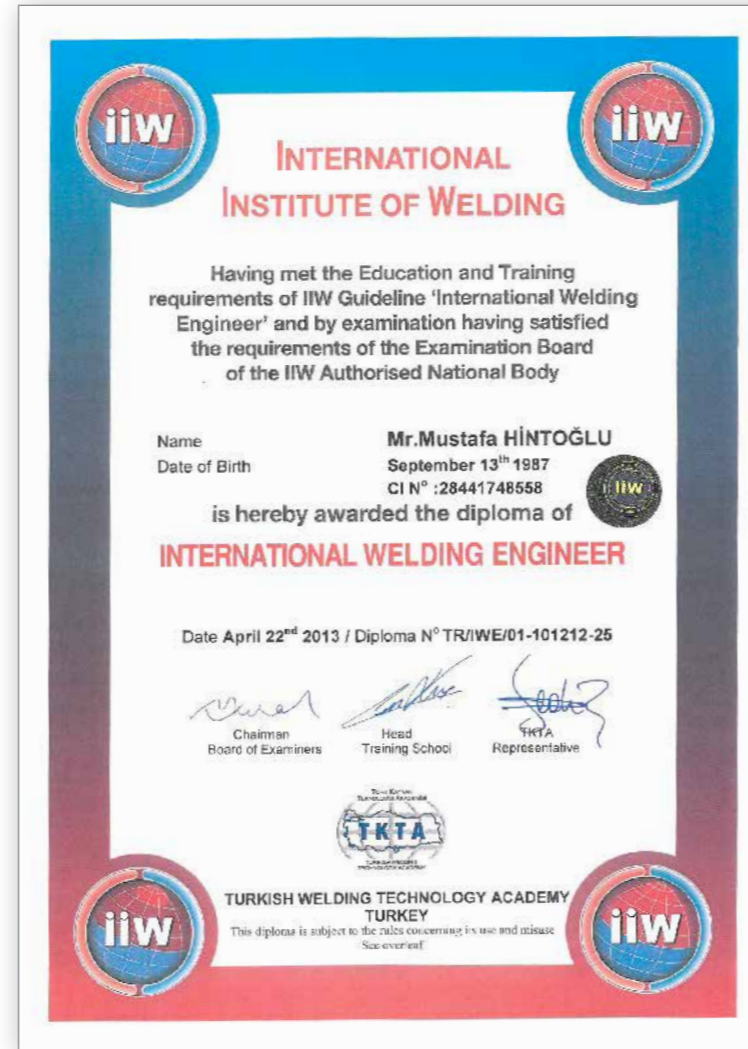 iiw
iiw
INTERNATIONAL
INSTITUTE OF WELDING
Having met the Education and Training
requirements of IIW Guideline 'International Welding
Engineer' and by examination having satisfied
the requirements of the Examination Board
of the IIW Authorised National Body
Name Mr.Mustafa HİNTOĞLU
Date of Birth September 13th 1987
CI N° :28441748558
iiw
is hereby awarded the diploma of
INTERNATIONAL WELDING ENGINEER
Date April 22nd 2013 / Diploma N° TR/IWE/01-101212-25
Chairman Head TKTA
Board of Examiners Training School Representative
TKTA
TURKISH WELDING TECHNOLOGY ACADEMY
TURKEY
This diploma is subject to the rules concerning its use and misuse
See overleaf
iiw
iiw